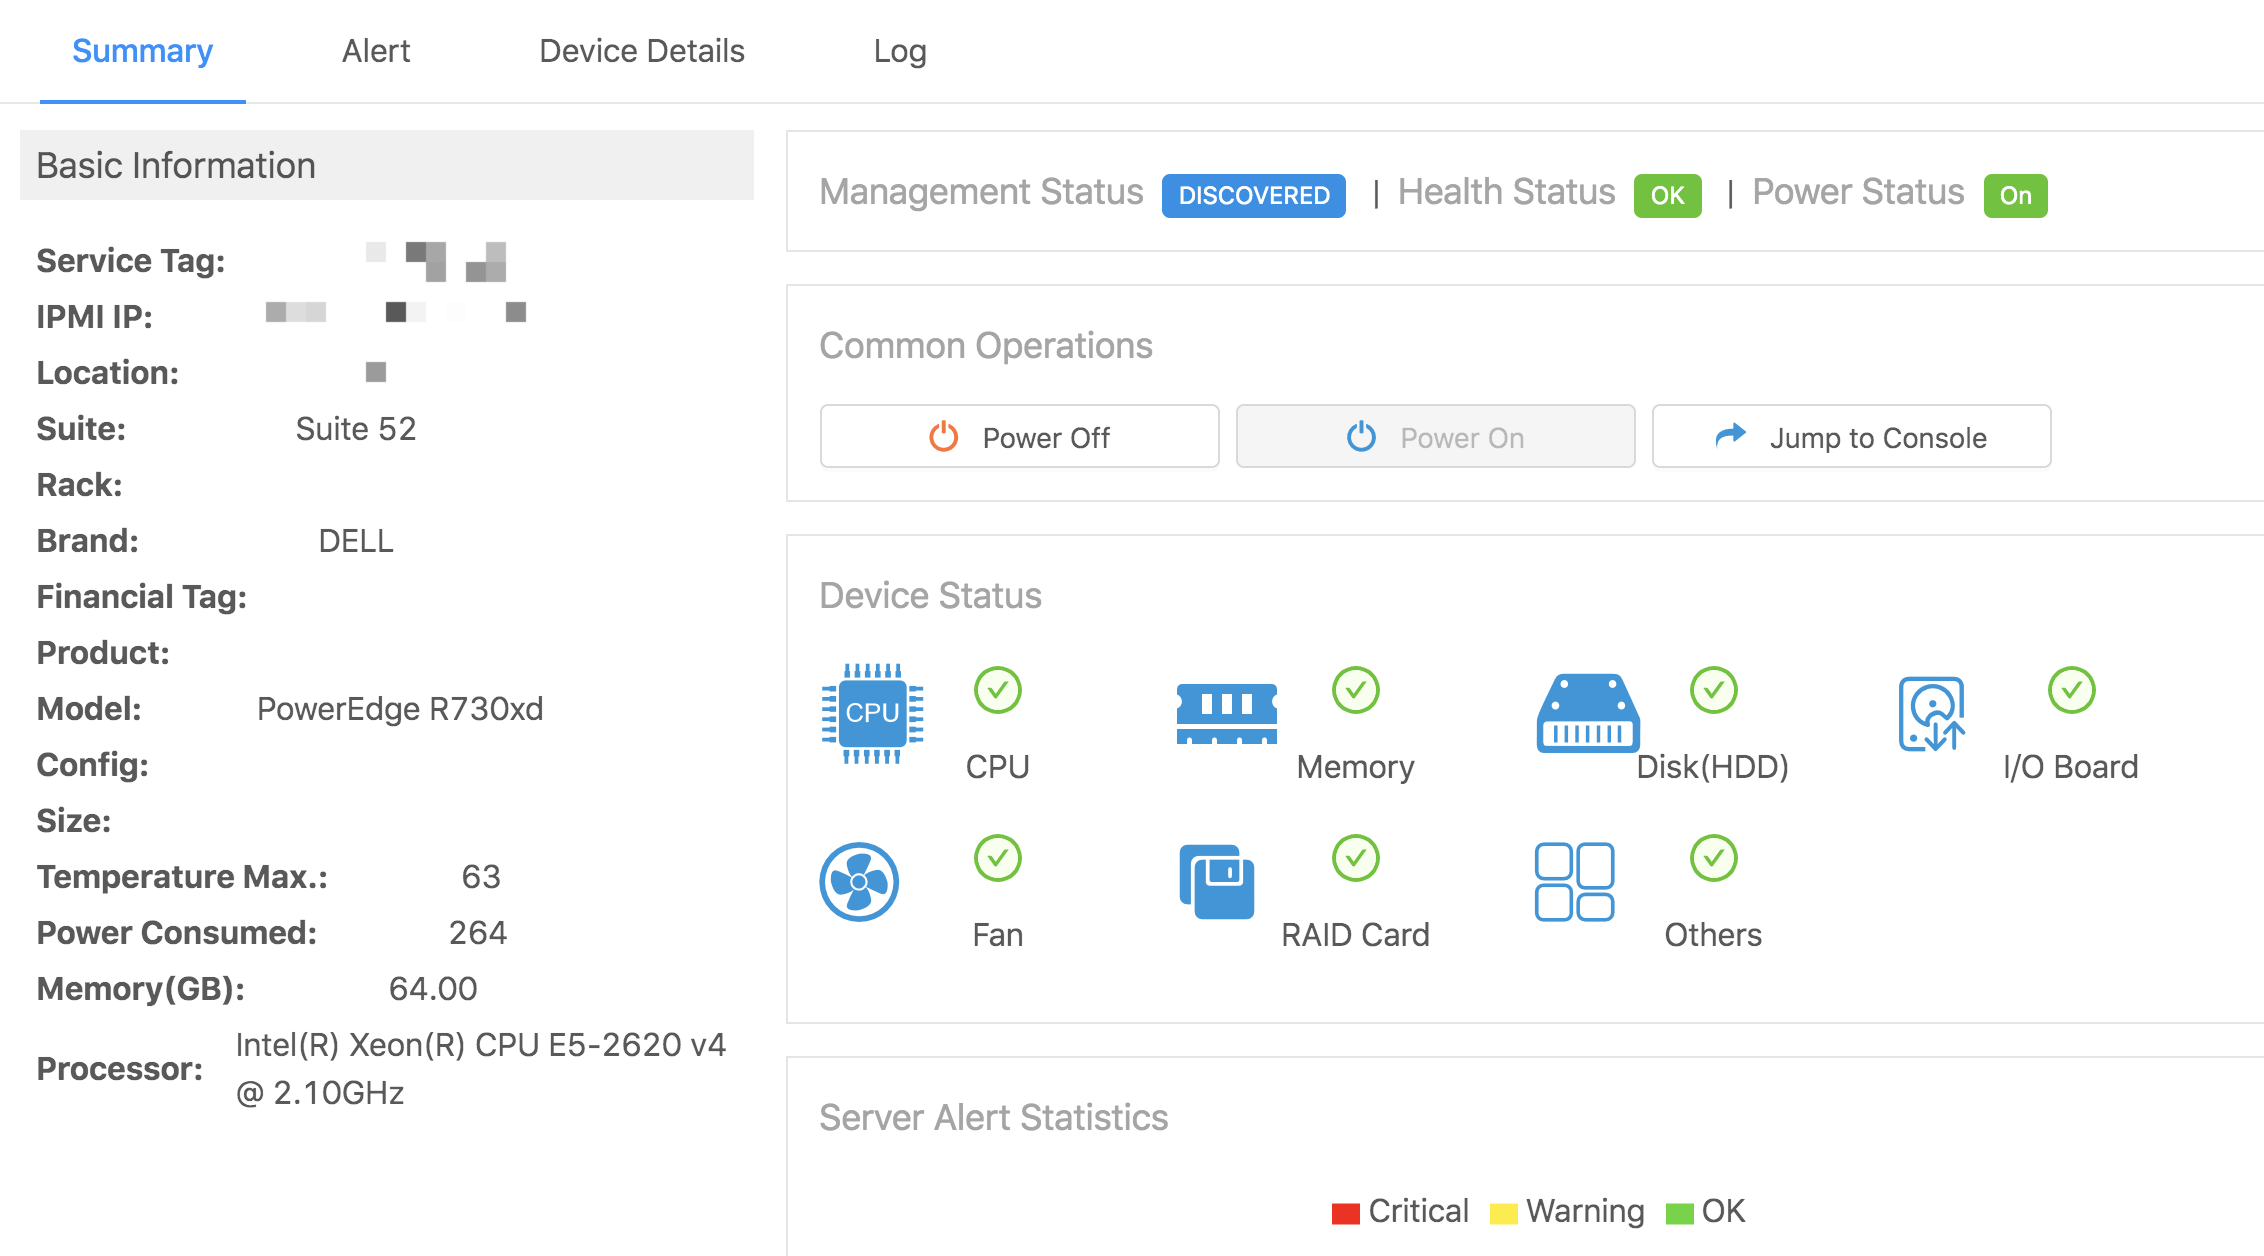 Summary
Alert
Device Details
Log
Basic Information
Service Tag:
IPMI IP:
Location:
Suite: Suite 52
Rack:
Brand: DELL
Financial Tag:
Product:
Model: PowerEdge R730xd
Config:
Size:
Temperature Max.: 63
Power Consumed: 264
Memory(GB): 64.00
Processor: Intel(R) Xeon(R) CPU E5-2620 v4
@ 2.10GHz
Management Status DISCOVERED | Health Status OK | Power Status On
Common Operations
Power Off
Power On
Jump to Console
Device Status
CPU
CPU
Memory
Disk(HDD)
I/O Board
Fan
RAID Card
Others
Server Alert Statistics
Critical Warning OK